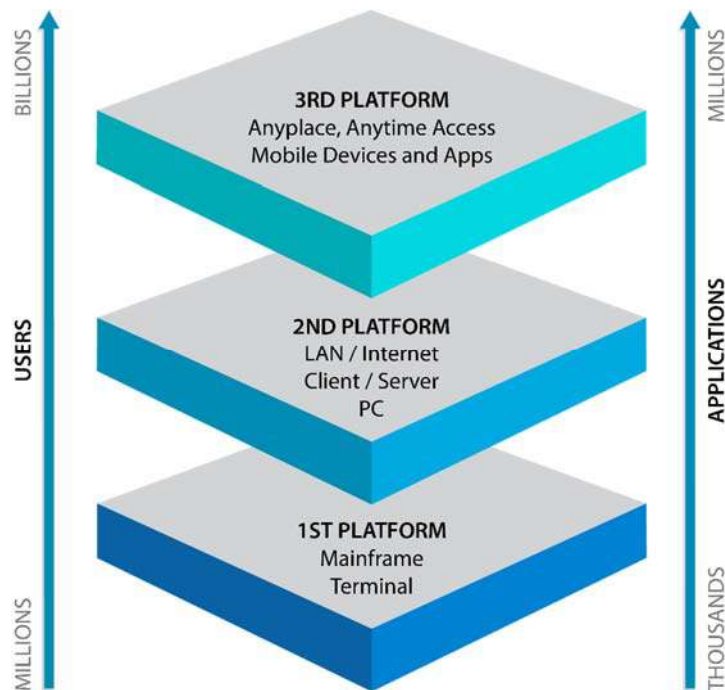 BILLIONS
USERS
MILLIONS
3RD PLATFORM
Anyplace, Anytime Access
Mobile Devices and Apps
2ND PLATFORM
LAN / Internet
Client / Server
PC
1ST PLATFORM
Mainframe
Terminal
MILLIONS
APPLICATIONS
THOUSANDS